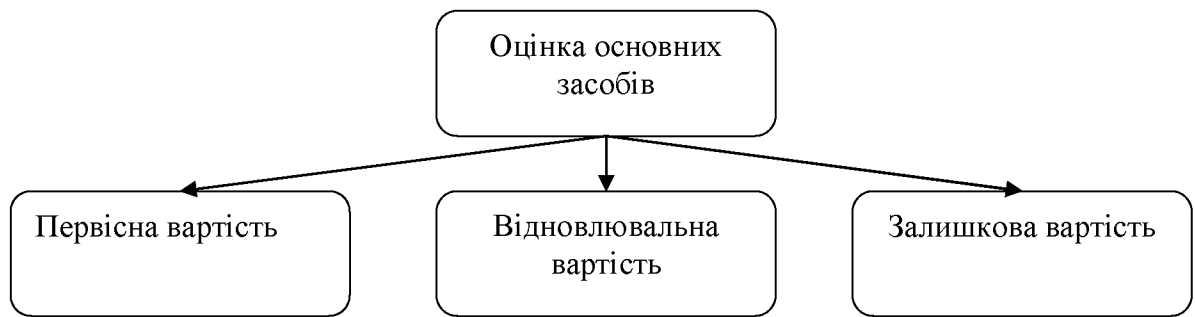 Оцінка основних
засобів
Первісна вартість
Відновлювальна
вартість
Залишкова вартість